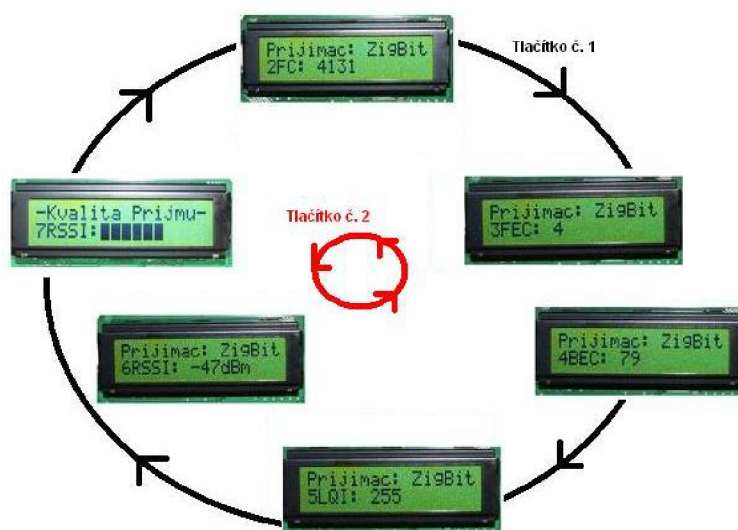 Prijimac: ZigBit
2FC: 4131
Tlačítko č. 1
Prijimac: ZigBit
3FEC: 4
Prijimac: ZigBit
4BEC: 79
Prijimac: ZigBit
5LQI: 255
Prijimac: ZigBit
6RSSI: -47dBm
-Kvalita Prijmu-
7RSSI:
Tlačítko č. 2